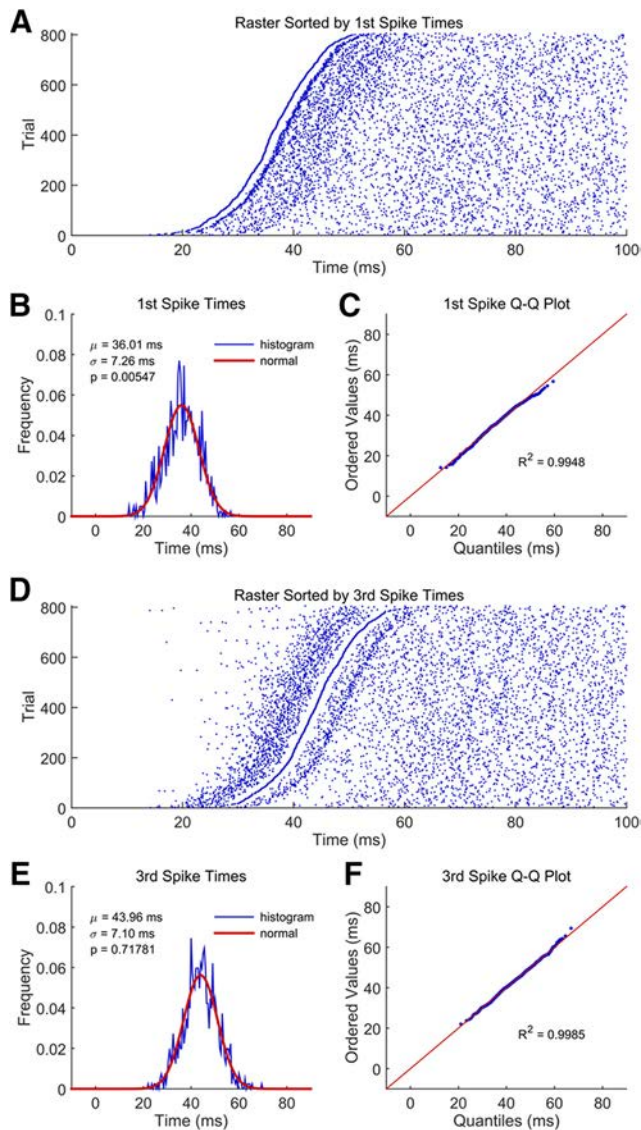 A
Raster Sorted by 1st Spike Times
800
600
400
200
0
Trial
0 20 40 60 80 100
Time (ms)
B
1st Spike Times
0.1
0.08
0.06
0.04
0.02
0
Frequency
μ = 36.01 ms
σ = 7.26 ms
p = 0.00547
histogram
normal
0 20 40 60 80
Time (ms)
C
1st Spike Q-Q Plot
80
60
40
20
0
Ordered Values (ms)
R² = 0.9948
0 20 40 60 80
Quantiles (ms)
D
Raster Sorted by 3rd Spike Times
800
600
400
200
0
Trial
0 20 40 60 80 100
Time (ms)
E
3rd Spike Times
0.1
0.08
0.06
0.04
0.02
0
Frequency
μ = 43.96 ms
σ = 7.10 ms
p = 0.71781
histogram
normal
0 20 40 60 80
Time (ms)
F
3rd Spike Q-Q Plot
80
60
40
20
0
Ordered Values (ms)
R² = 0.9985
0 20 40 60 80
Quantiles (ms)